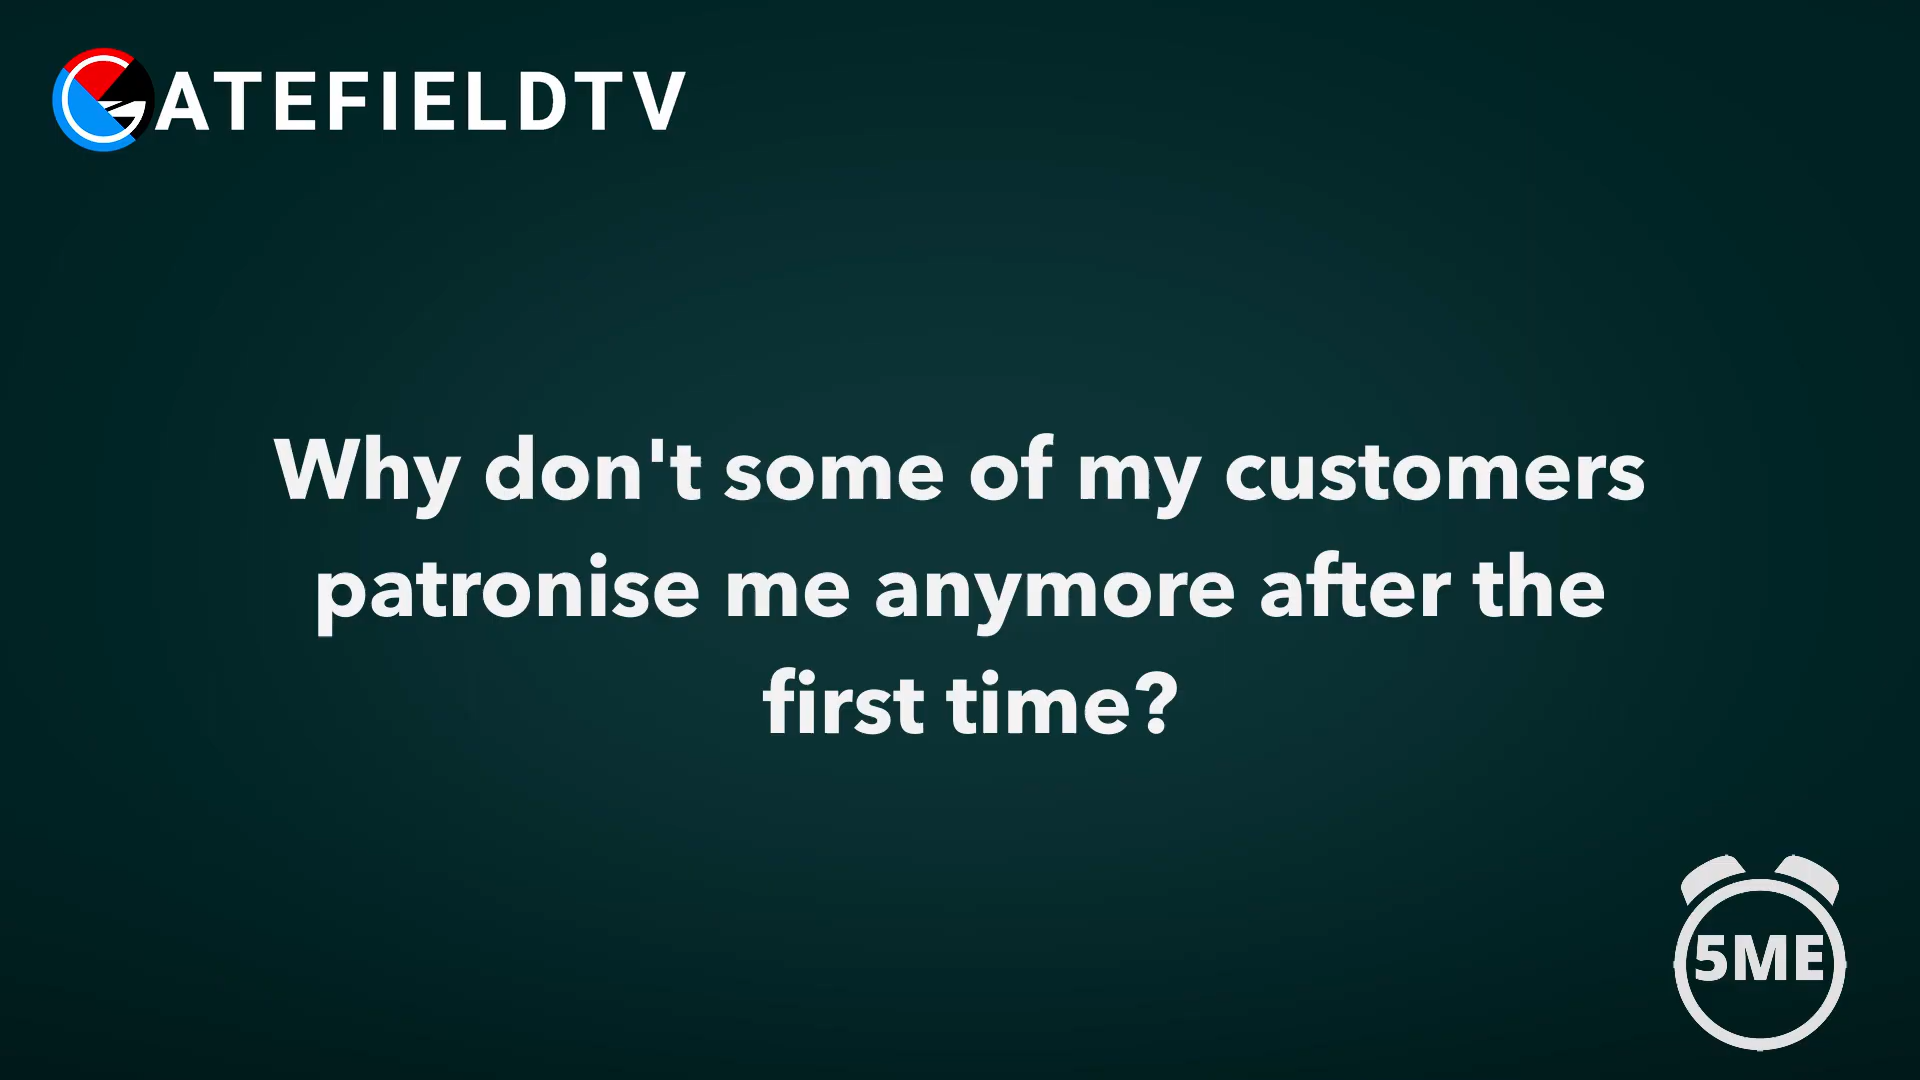 GATEFIELDTV
Why don't some of my customers
patronise me anymore after the
first time?
5ME